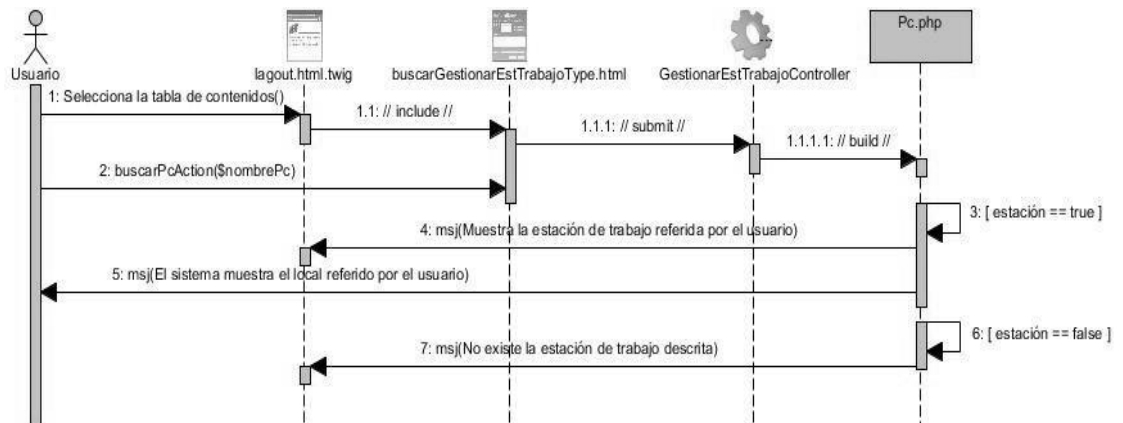 Pc.php
Usuario
lagout.html.twig
buscarGestionarEstTrabajoType.html
GestionarEstTrabajoController
1: Selecciona la tabla de contenidos()
1.1: // include //
1.1.1: // submit //
1.1.1.1: // build //
2: buscarPcAction($nombrePc)
3: [ estación == true ]
4: msj(Muestra la estación de trabajo referida por el usuario)
5: msj(El sistema muestra el local referido por el usuario)
6: [ estación == false ]
7: msj(No existe la estación de trabajo descrita)